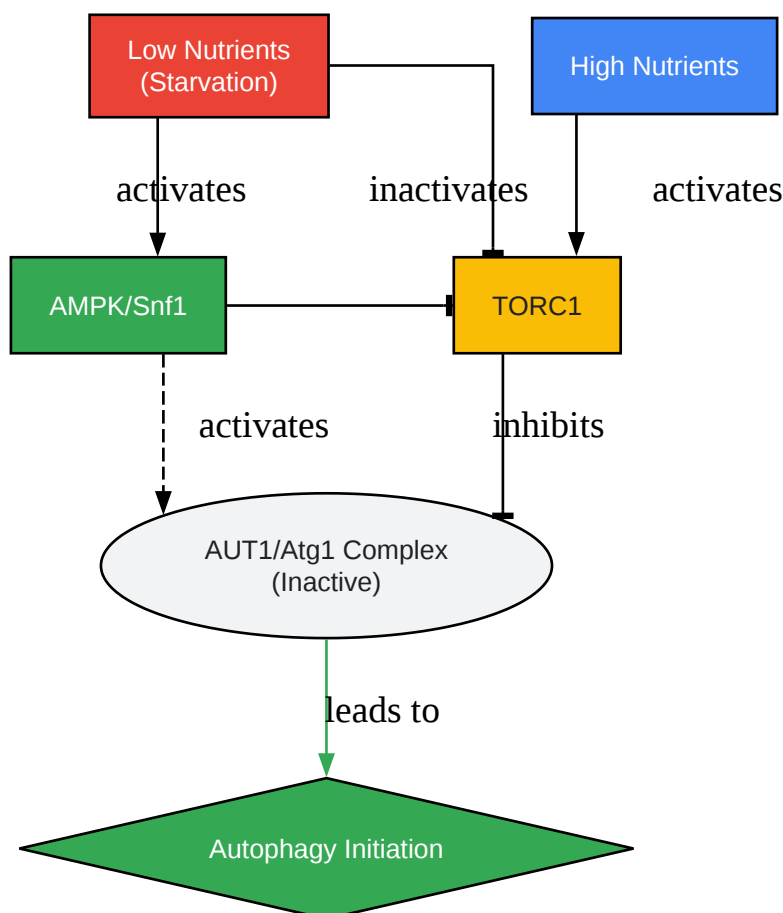 Low Nutrients
(Starvation)
High Nutrients
activates
inactivates
activates
AMPK/Snf1
TORC1
activates
inhibits
AUT1/Atg1 Complex
(Inactive)
leads to
Autophagy Initiation